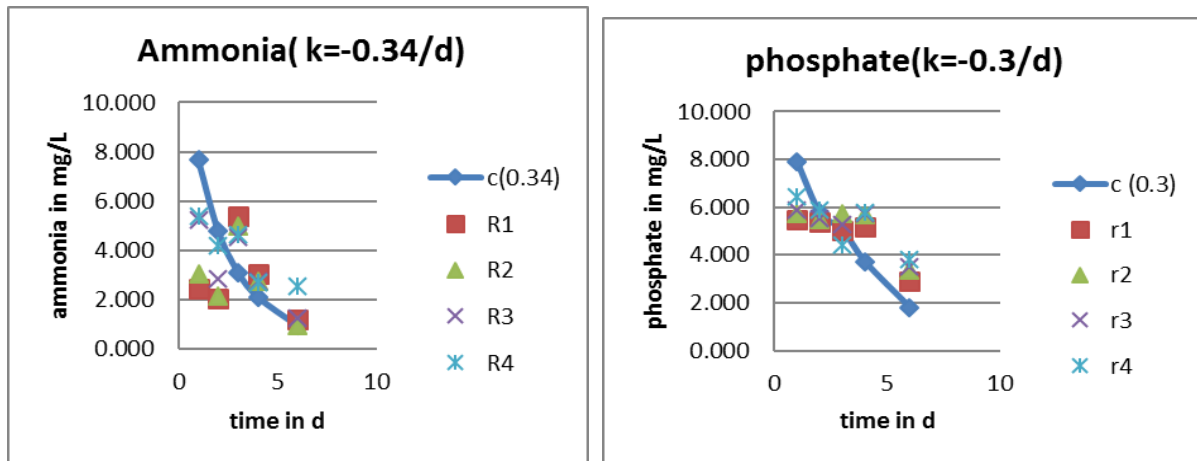 Ammonia( k=-0.34/d)
10.000
8.000
6.000
4.000
2.000
0.000
0 5 10
ammonia in mg/L
time in d
c(0.34)
R1
R2
R3
R4
phosphate(k=-0.3/d)
10.000
8.000
6.000
4.000
2.000
0.000
0 5 10
phosphate in mg/L
time in d
c (0.3)
r1
r2
r3
r4